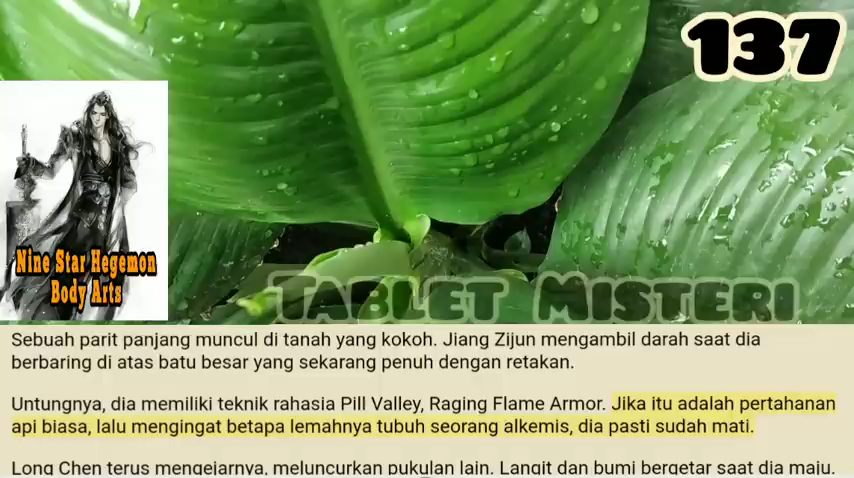 137
Nine Star Hegemon
Body Arts
Tablet Misteri
Sebuah parit panjang muncul di tanah yang kokoh. Jiang Zijun mengambil darah saat dia
berbaring di atas batu besar yang sekarang penuh dengan retakan.
Untungnya, dia memiliki teknik rahasia Pill Valley, Raging Flame Armor. Jika itu adalah pertahanan
api biasa, lalu mengingat betapa lemahnya tubuh seorang alkemis, dia pasti sudah mati.
Long Chen terus mengejarnya, meluncurkan pukulan lain. Langit dan bumi bergetar saat dia maju.